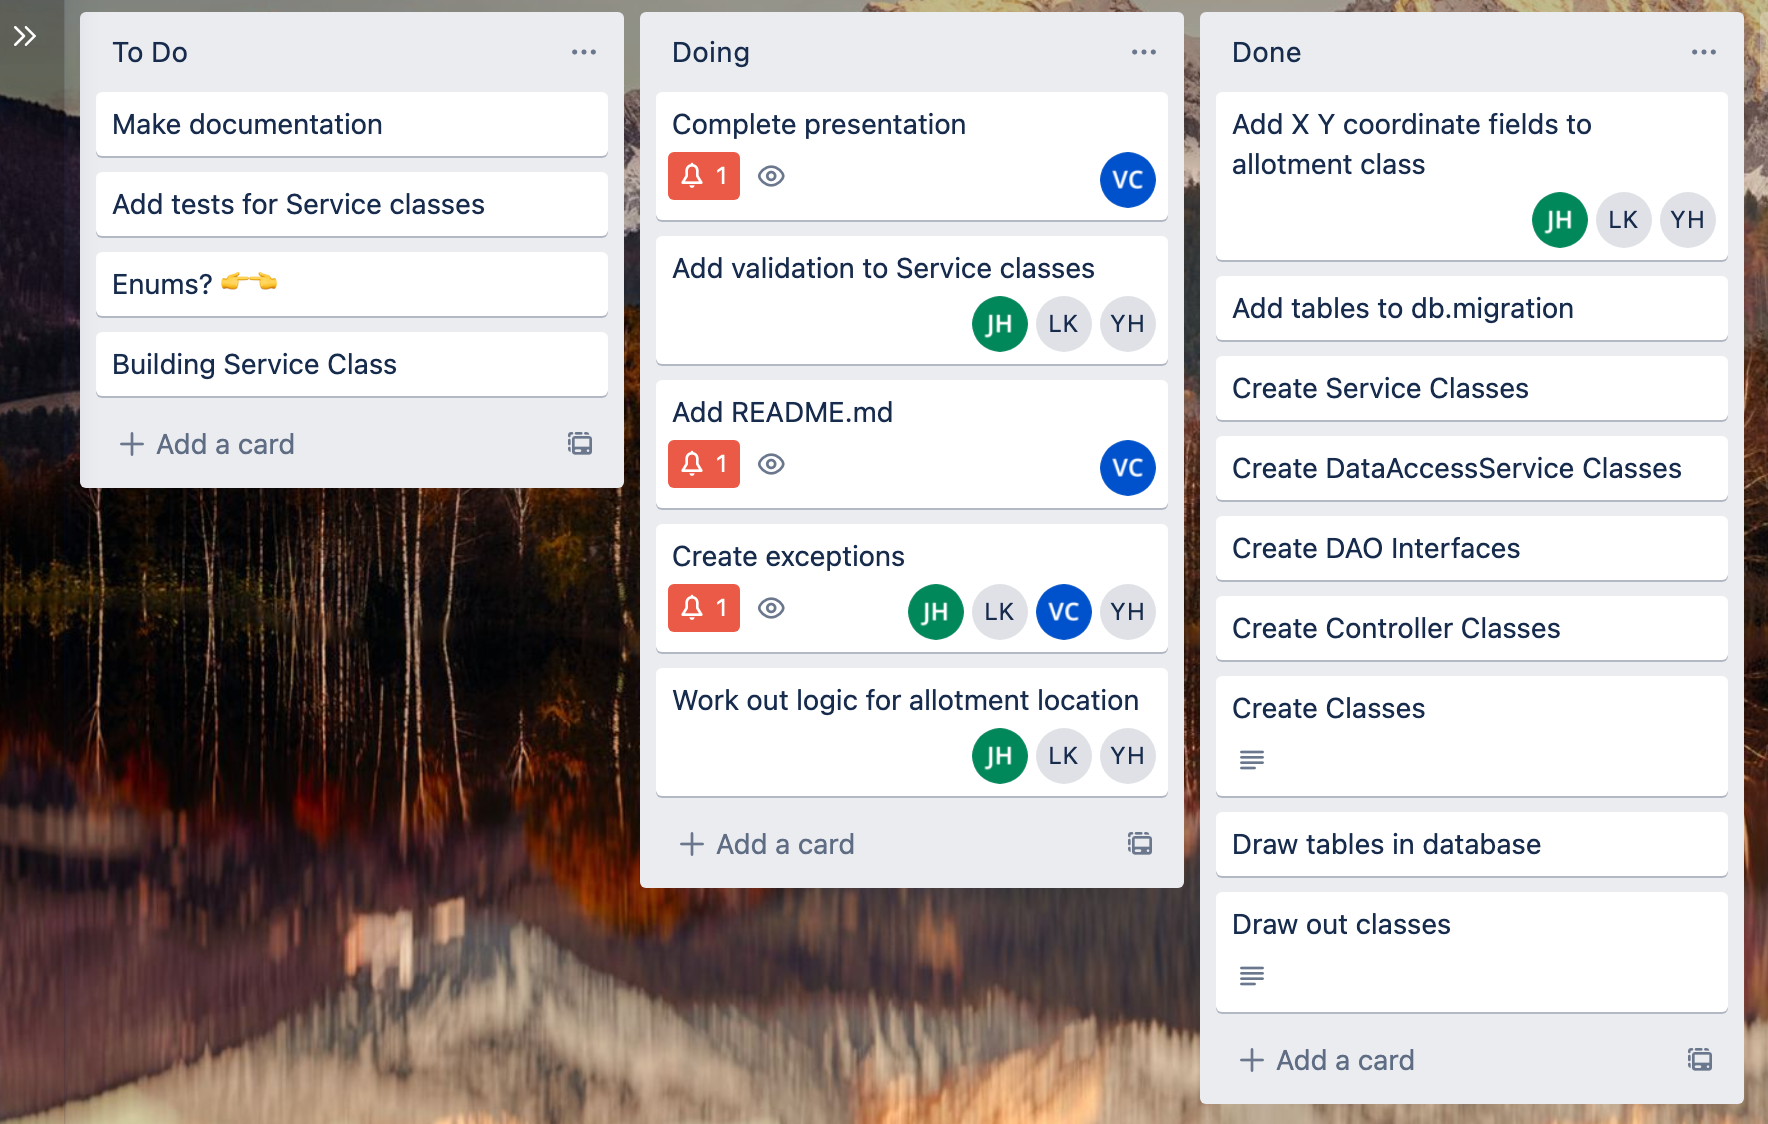 To Do
Make documentation
Add tests for Service classes
Enums? 👉👈
Building Service Class
Add a card
Doing
Complete presentation
1
VC
Add validation to Service classes
JH LK YH
Add README.md
1
VC
Create exceptions
1
JH LK VC YH
Work out logic for allotment location
JH LK YH
Add a card
Done
Add X Y coordinate fields to
allotment class
JH LK YH
Add tables to db.migration
Create Service Classes
Create DataAccessService Classes
Create DAO Interfaces
Create Controller Classes
Create Classes
Draw tables in database
Draw out classes
Add a card